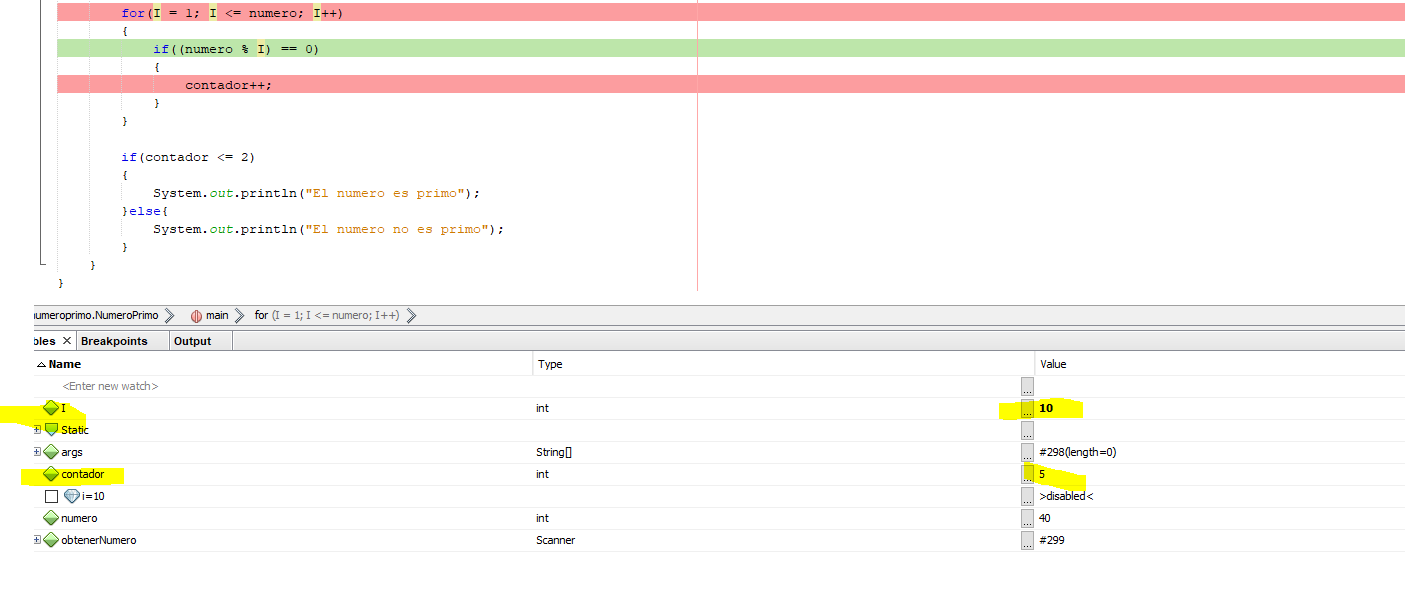 for(I = 1; I <= numero; I++)
{
if((numero % I) == 0)
{
contador++;
}
}
if(contador <= 2)
{
System.out.println("El numero es primo");
}else{
System.out.println("El numero no es primo");
}
}
}
numeroprimo.NumeroPrimo main for (I = 1; I <= numero; I++)
bles × Breakpoints Output
Name Type Value
<Enter new watch> ...
I int ... 10
Static ...
args String[] ... #298(length=0)
contador int ... 5
i=10 ... >disabled<
numero int ... 40
obtenerNumero Scanner ... #299